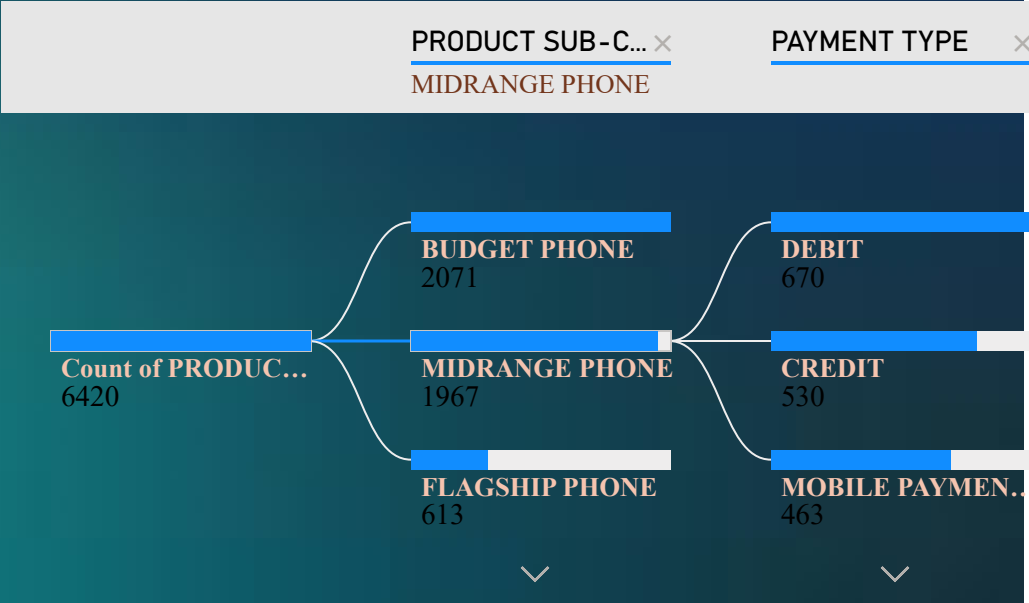 PRODUCT SUB-C...
PAYMENT TYPE
MIDRANGE PHONE
BUDGET PHONE
2071
DEBIT
670
Count of PRODUC...
6420
MIDRANGE PHONE
1967
CREDIT
530
FLAGSHIP PHONE
613
MOBILE PAYMEN...
463